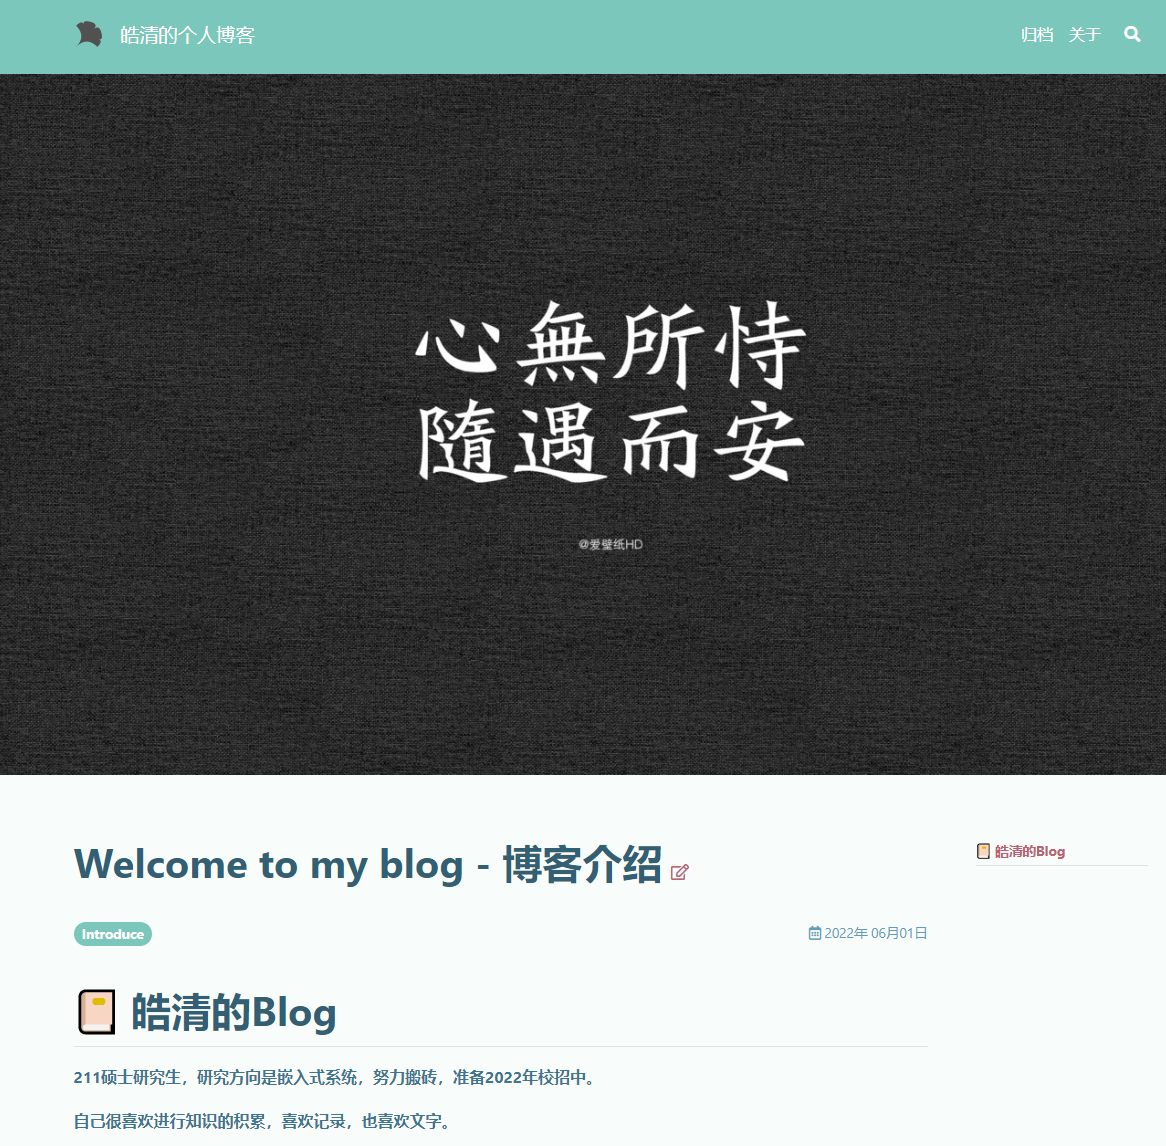 皓清的个人博客
归档 关于
心無所恃
隨遇而安
@爱壁纸HD
Welcome to my blog - 博客介绍
皓清的Blog
Introduce
2022年 06月01日
皓清的Blog
211硕士研究生，研究方向是嵌入式系统，努力搬砖，准备2022年校招中。
自己很喜欢进行知识的积累，喜欢记录，也喜欢文字。